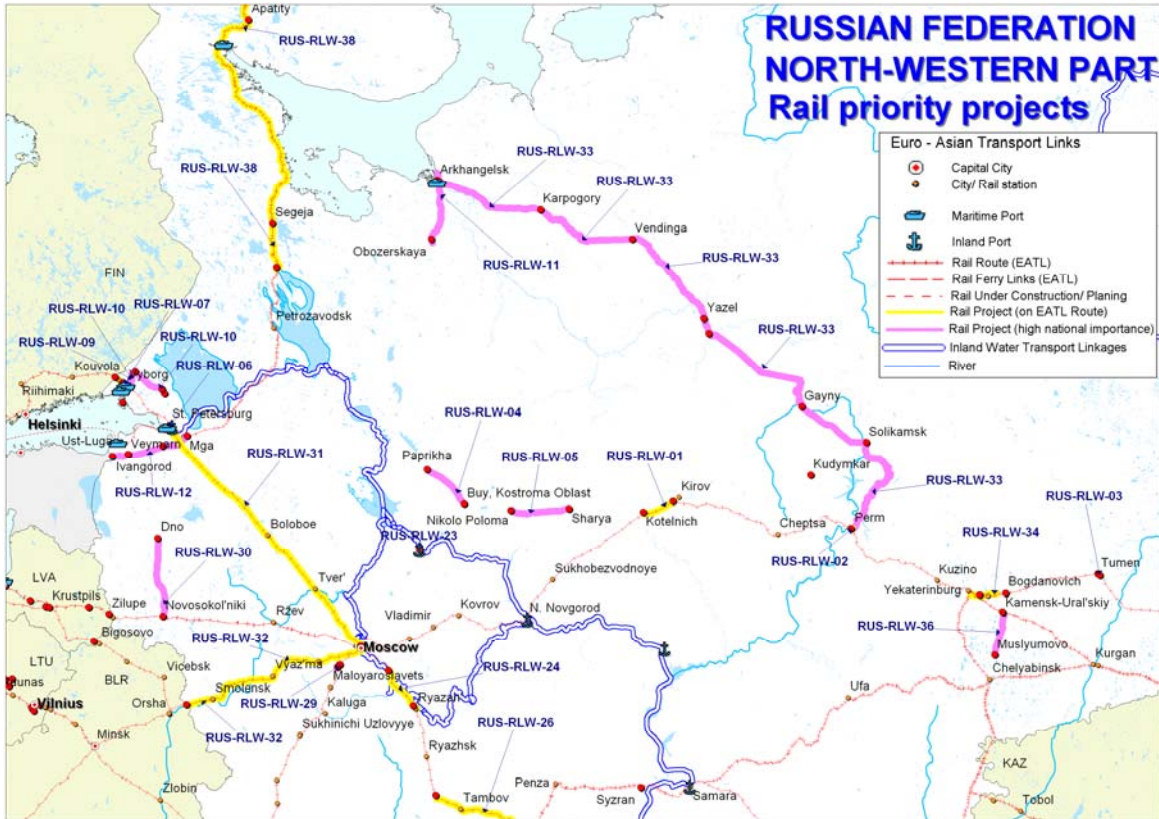 RUSSIAN FEDERATION
NORTH-WESTERN PART
Rail priority projects
Euro - Asian Transport Links
Capital City
City/ Rail station
Maritime Port
Inland Port
Rail Route (EATL)
Rail Ferry Links (EATL)
Rail Under Construction/ Planing
Rail Project (on EATL Route)
Rail Project (high national importance)
Inland Water Transport Linkages
River
Apatity
RUS-RLW-38
RUS-RLW-33
Arkhangelsk
RUS-RLW-38
RUS-RLW-33
Karpogory
Segeja
Vendinga
Obozerskaya
RUS-RLW-33
RUS-RLW-11
FIN
RUS-RLW-07
RUS-RLW-10
Yazel
Petrozavodsk
RUS-RLW-33
RUS-RLW-10
RUS-RLW-09
Kouvola
RUS-RLW-06
Riihimaki
Gayny
St. Petersburg
RUS-RLW-04
Helsinki
Ust-Luga
Veymarn
Mga
Solikamsk
RUS-RLW-31
Paprikha
RUS-RLW-05
RUS-RLW-01
Ivangorod
Kudymkar
RUS-RLW-33
RUS-RLW-12
Buy, Kostroma Oblast
Kirov
RUS-RLW-03
Dno
Boloboe
Nikolo Poloma
Sharya
Kotelnich
Cheptsa
Perm
RUS-RLW-34
RUS-RLW-30
RUS-RLW-23
RUS-RLW-02
Tumen
LVA
Tver'
Sukhobezvodnoye
Kuzino
Bogdanovich
Krustpils
Zilupe
Novosokol'niki
Ržev
Vladimir
Kovrov
N. Novgorod
Yekaterinburg
Kamensk-Ural'skiy
Bigosovo
RUS-RLW-32
Moscow
RUS-RLW-36
Muslyumovo
LTU
Vicebsk
Vyaz'ma
Maloyaroslavets
RUS-RLW-24
Kurgan
BLR
Smolensk
Chelyabinsk
Vilnius
Orsha
RUS-RLW-29
Kaluga
Ryazan'
Ufa
Sukhinichi Uzlovyye
RUS-RLW-26
RUS-RLW-32
Minsk
Ryazhsk
KAZ
Zlobin
Tambov
Penza
Syzran
Samara
Tobol